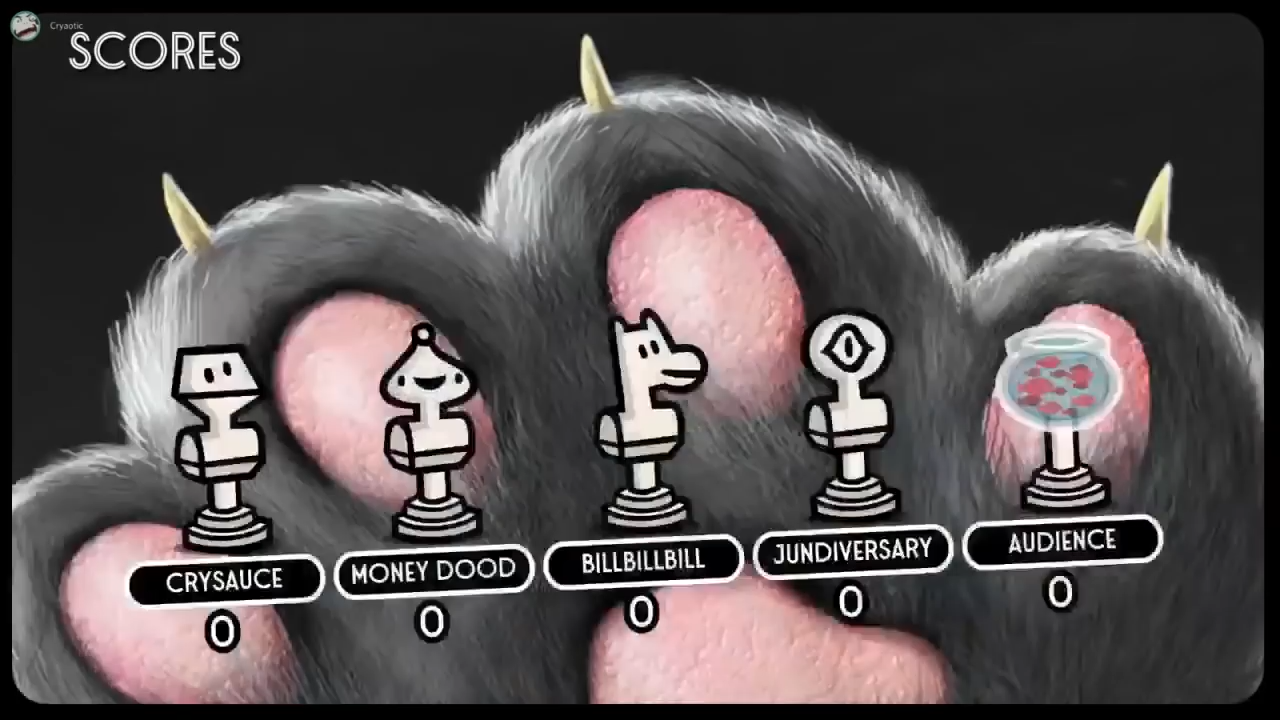 Cryaotic
SCORES
CRYSAUCE
MONEY DOOD
BILLBILLBILL
JUNDIVERSARY
AUDIENCE
0
0
0
0
0